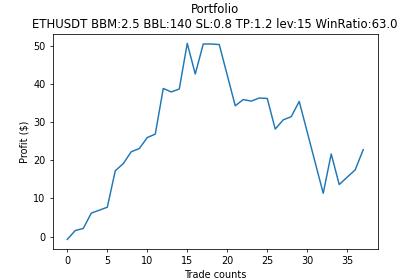 Portfolio
ETHUSDT BBM:2.5 BBL:140 SL:0.8 TP:1.2 lev:15 WinRatio:63.0
50
40
30
20
10
0
Profit ($)
0 5 10 15 20 25 30 35
Trade counts